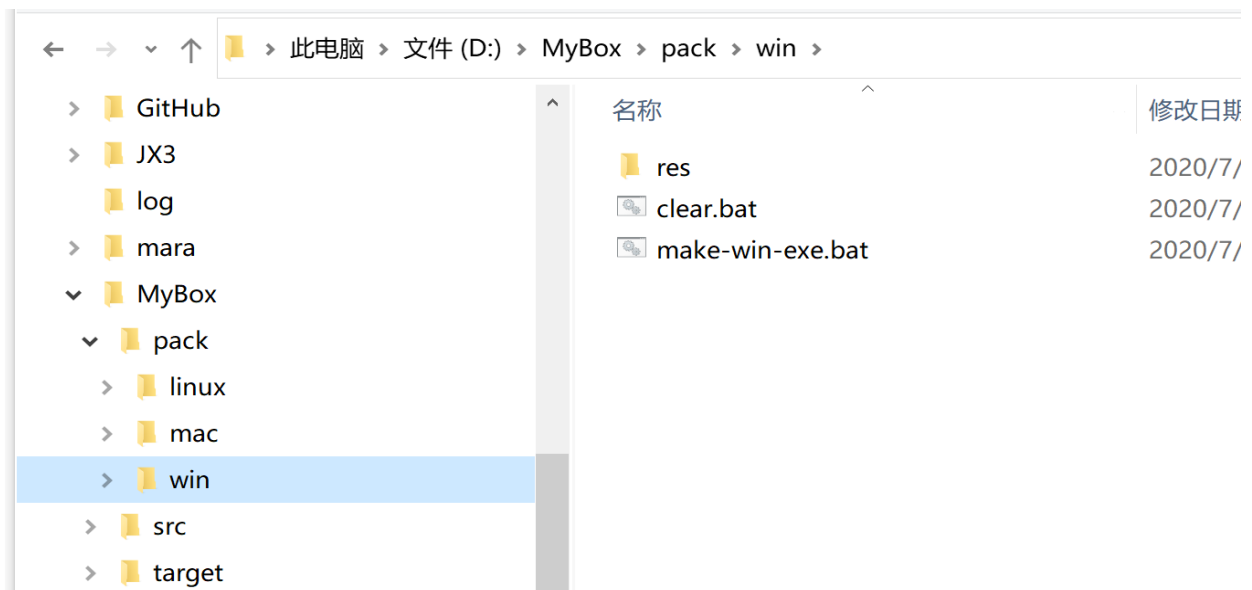 此电脑 文件 (D:) MyBox pack win
GitHub
JX3
log
mara
MyBox
pack
linux
mac
win
src
target
名称 修改日期
res 2020/7/
clear.bat 2020/7/
make-win-exe.bat 2020/7/